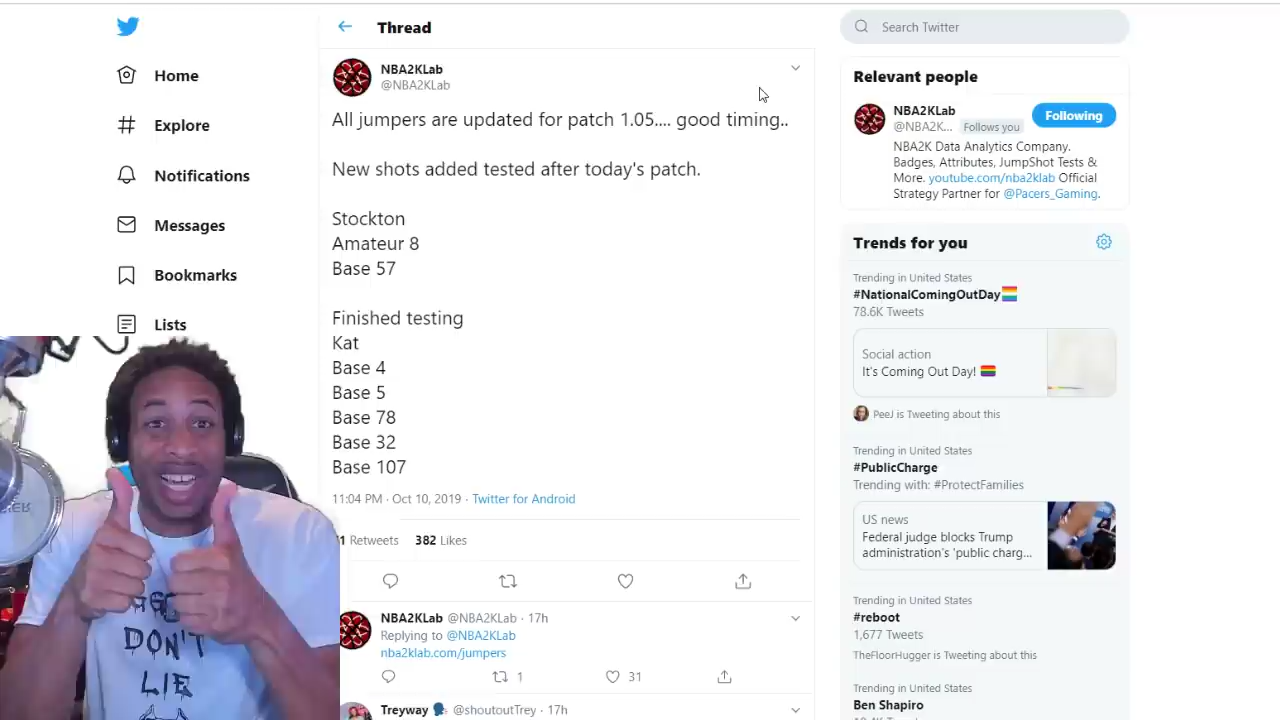 Thread
Search Twitter
Home
Explore
Notifications
Messages
Bookmarks
Lists
NBA2KLab
@NBA2KLab
All jumpers are updated for patch 1.05.... good timing..
New shots added tested after today's patch.
Stockton
Amateur 8
Base 57
Finished testing
Kat
Base 4
Base 5
Base 78
Base 32
Base 107
11:04 PM · Oct 10, 2019 · Twitter for Android
1 Retweets 382 Likes
NBA2KLab @NBA2KLab · 17h
Replying to @NBA2KLab
nba2klab.com/jumpers
1 31
Treyway @shoutoutTrey · 17h
Relevant people
NBA2KLab
@NBA2K... Follows you
Following
NBA2K Data Analytics Company.
Badges, Attributes, JumpShot Tests &
More. youtube.com/nba2klab Official
Strategy Partner for @Pacers_Gaming.
Trends for you
Trending in United States
#NationalComingOutDay
78.6K Tweets
Social action
It's Coming Out Day!
PeeJ is Tweeting about this
Trending in United States
#PublicCharge
Trending with: #ProtectFamilies
US news
Federal judge blocks Trump
administration's 'public charg...
Trending in United States
#reboot
1,677 Tweets
TheFloorHugger is Tweeting about this
Trending in United States
Ben Shapiro
DON'T
LIE